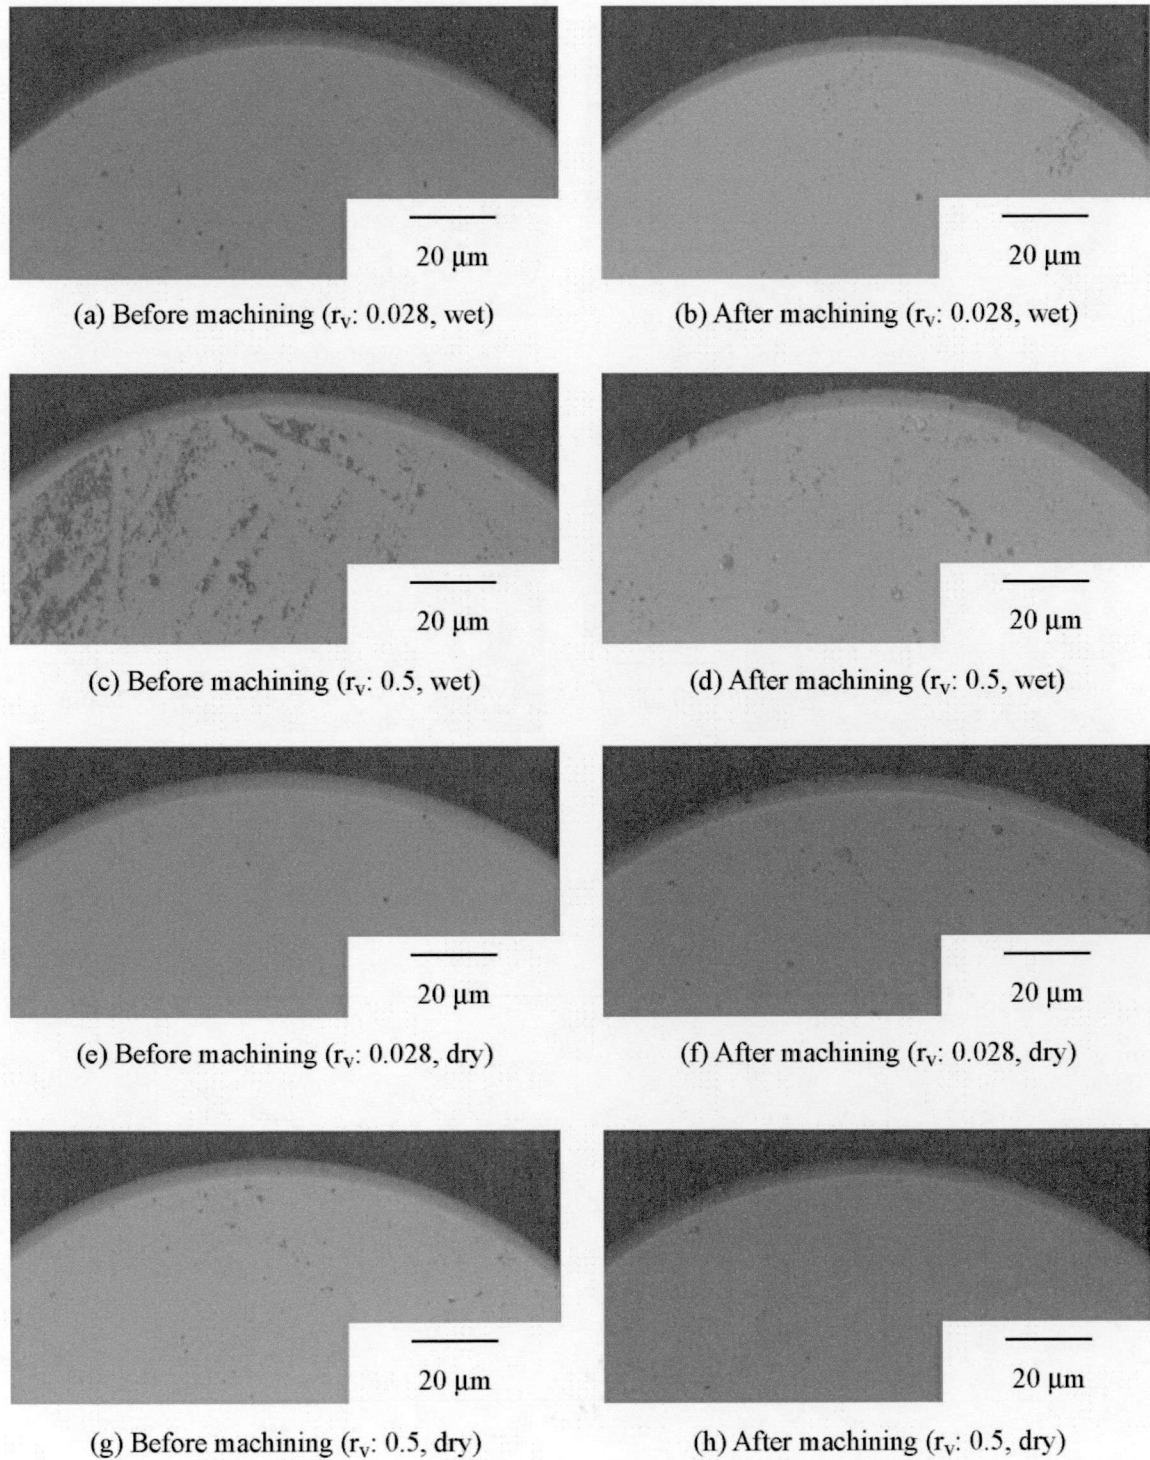 20 μm
20 μm
(a) Before machining (rᵥ: 0.028, wet)
(b) After machining (rᵥ: 0.028, wet)
20 μm
20 μm
(c) Before machining (rᵥ: 0.5, wet)
(d) After machining (rᵥ: 0.5, wet)
20 μm
20 μm
(e) Before machining (rᵥ: 0.028, dry)
(f) After machining (rᵥ: 0.028, dry)
20 μm
20 μm
(g) Before machining (rᵥ: 0.5, dry)
(h) After machining (rᵥ: 0.5, dry)